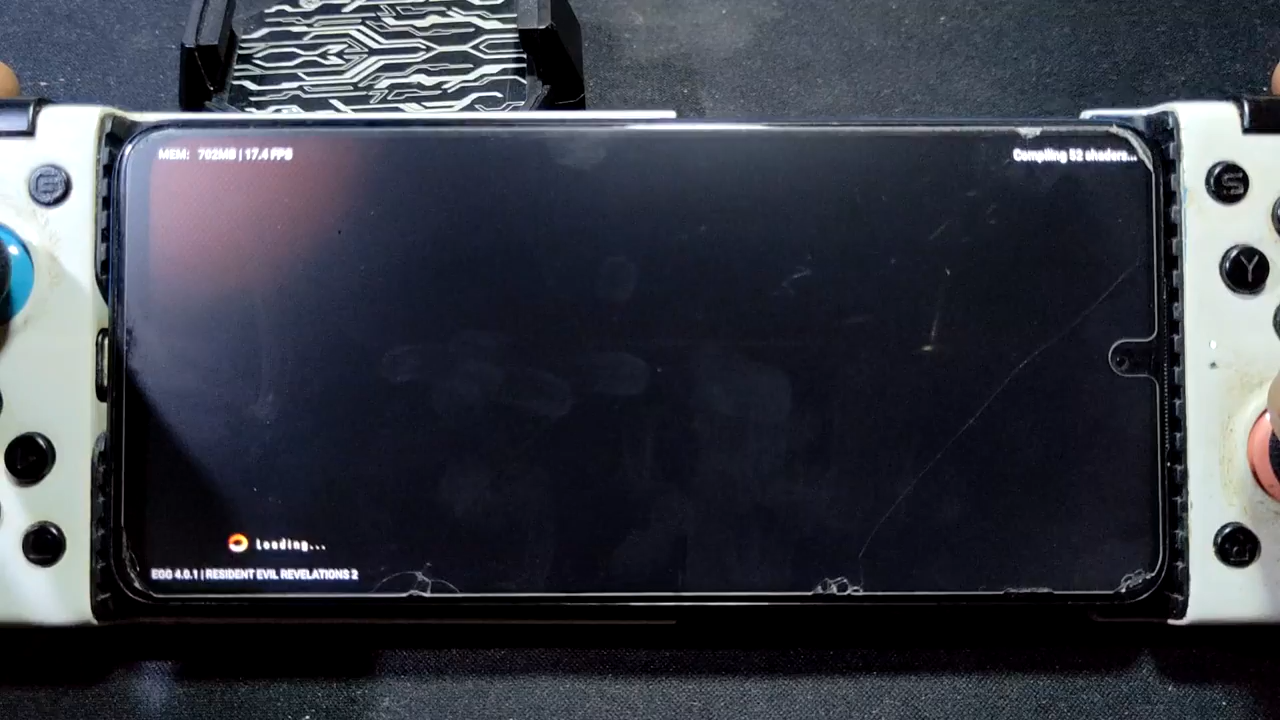 MEM: 702MB | 17.4 FPS
Compiling 52 shaders...
S
Y
Loading...
EGG 4.0.1 | RESIDENT EVIL REVELATIONS 2